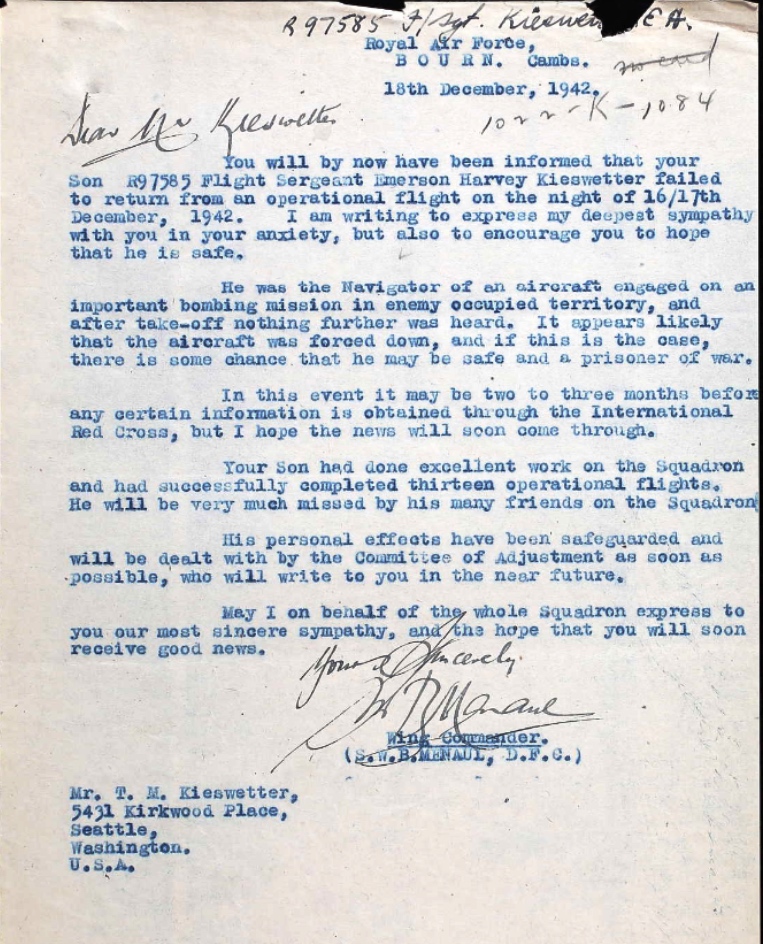 R97585 F/Sgt. Kieswetter E.H.
Royal Air Force,
B O U R N. Cambs.
18th December, 1942.
1022-K-1084
Dear Mr Kieswetter
You will by now have been informed that your
Son R97585 Flight Sergeant Emerson Harvey Kieswetter failed
to return from an operational flight on the night of 16/17th
December, 1942. I am writing to express my deepest sympathy
with you in your anxiety, but also to encourage you to hope
that he is safe.
He was the Navigator of an aircraft engaged on an
important bombing mission in enemy occupied territory, and
after take-off nothing further was heard. It appears likely
that the aircraft was forced down, and if this is the case,
there is some chance that he may be safe and a prisoner of war.
In this event it may be two to three months before
any certain information is obtained through the International
Red Cross, but I hope the news will soon come through.
Your Son had done excellent work on the Squadron
and had successfully completed thirteen operational flights.
He will be very much missed by his many friends on the Squadron
His personal effects have been safeguarded and
will be dealt with by the Committee of Adjustment as soon as
possible, who will write to you in the near future.
May I on behalf of the whole Squadron express to
you our most sincere sympathy, and the hope that you will soon
receive good news.
Yours Sincerely
SWB Menaul
Wing Commander.
(S.W.B.MENAUL, D.F.C.)
Mr. T. M. Kieswetter,
5431 Kirkwood Place,
Seattle,
Washington.
U.S.A.